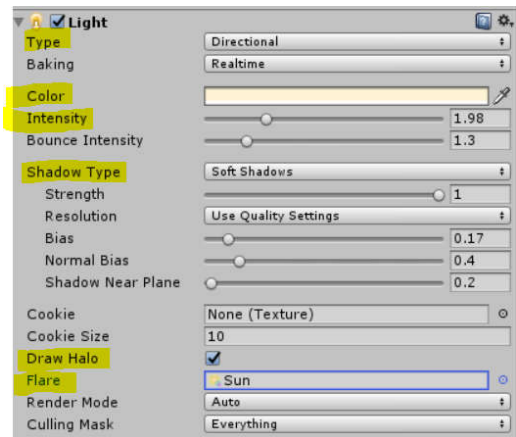 Light
Type Directional
Baking Realtime
Color
Intensity 1.98
Bounce Intensity 1.3
Shadow Type Soft Shadows
Strength 1
Resolution Use Quality Settings
Bias 0.17
Normal Bias 0.4
Shadow Near Plane 0.2
Cookie None (Texture)
Cookie Size 10
Draw Halo
Flare Sun
Render Mode Auto
Culling Mask Everything